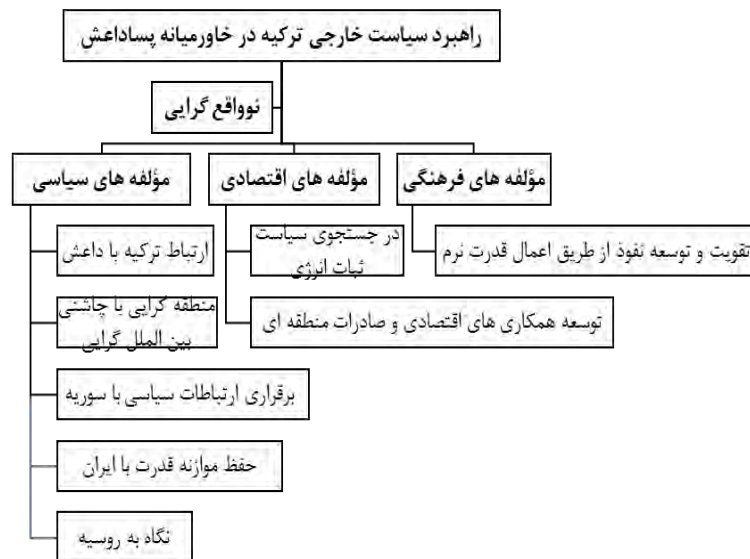 راهبرد سیاست خارجی ترکیه در خاورمیانه پساداعش
نوواقع گرایی
مؤلفه های فرهنگی
مؤلفه های اقتصادی
مؤلفه های سیاسی
تقویت و توسعه نفوذ از طریق اعمال قدرت نرم
در جستجوی سیاست
ثبات انرژی
توسعه همکاری های اقتصادی و صادرات منطقه ای
ارتباط ترکیه با داعش
منطقه گرایی با چاشنی
بین الملل گرایی
برقراری ارتباطات سیاسی با سوریه
حفظ موازنه قدرت با ایران
نگاه به روسیه